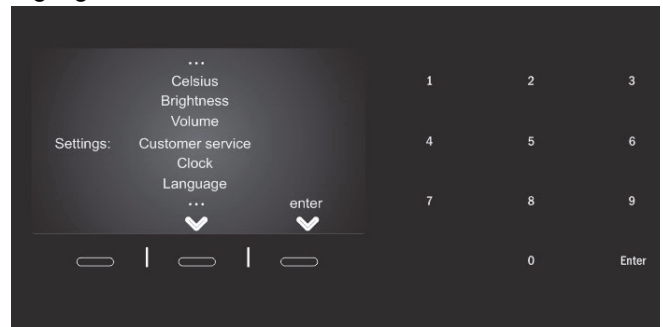 ...
Celsius
Brightness
Volume
Settings: Customer service
Clock
Language
...
enter
1 2 3
4 5 6
7 8 9
0 Enter